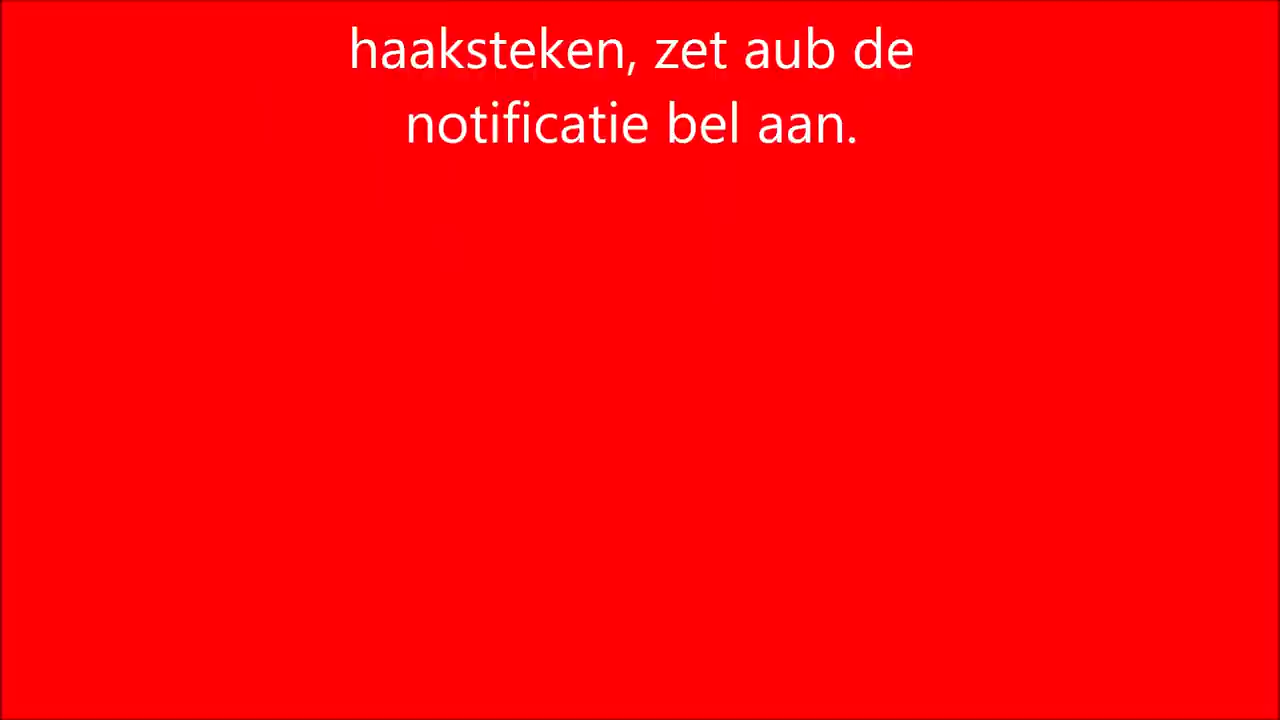 haaksteken, zet aub de
notificatie bel aan.